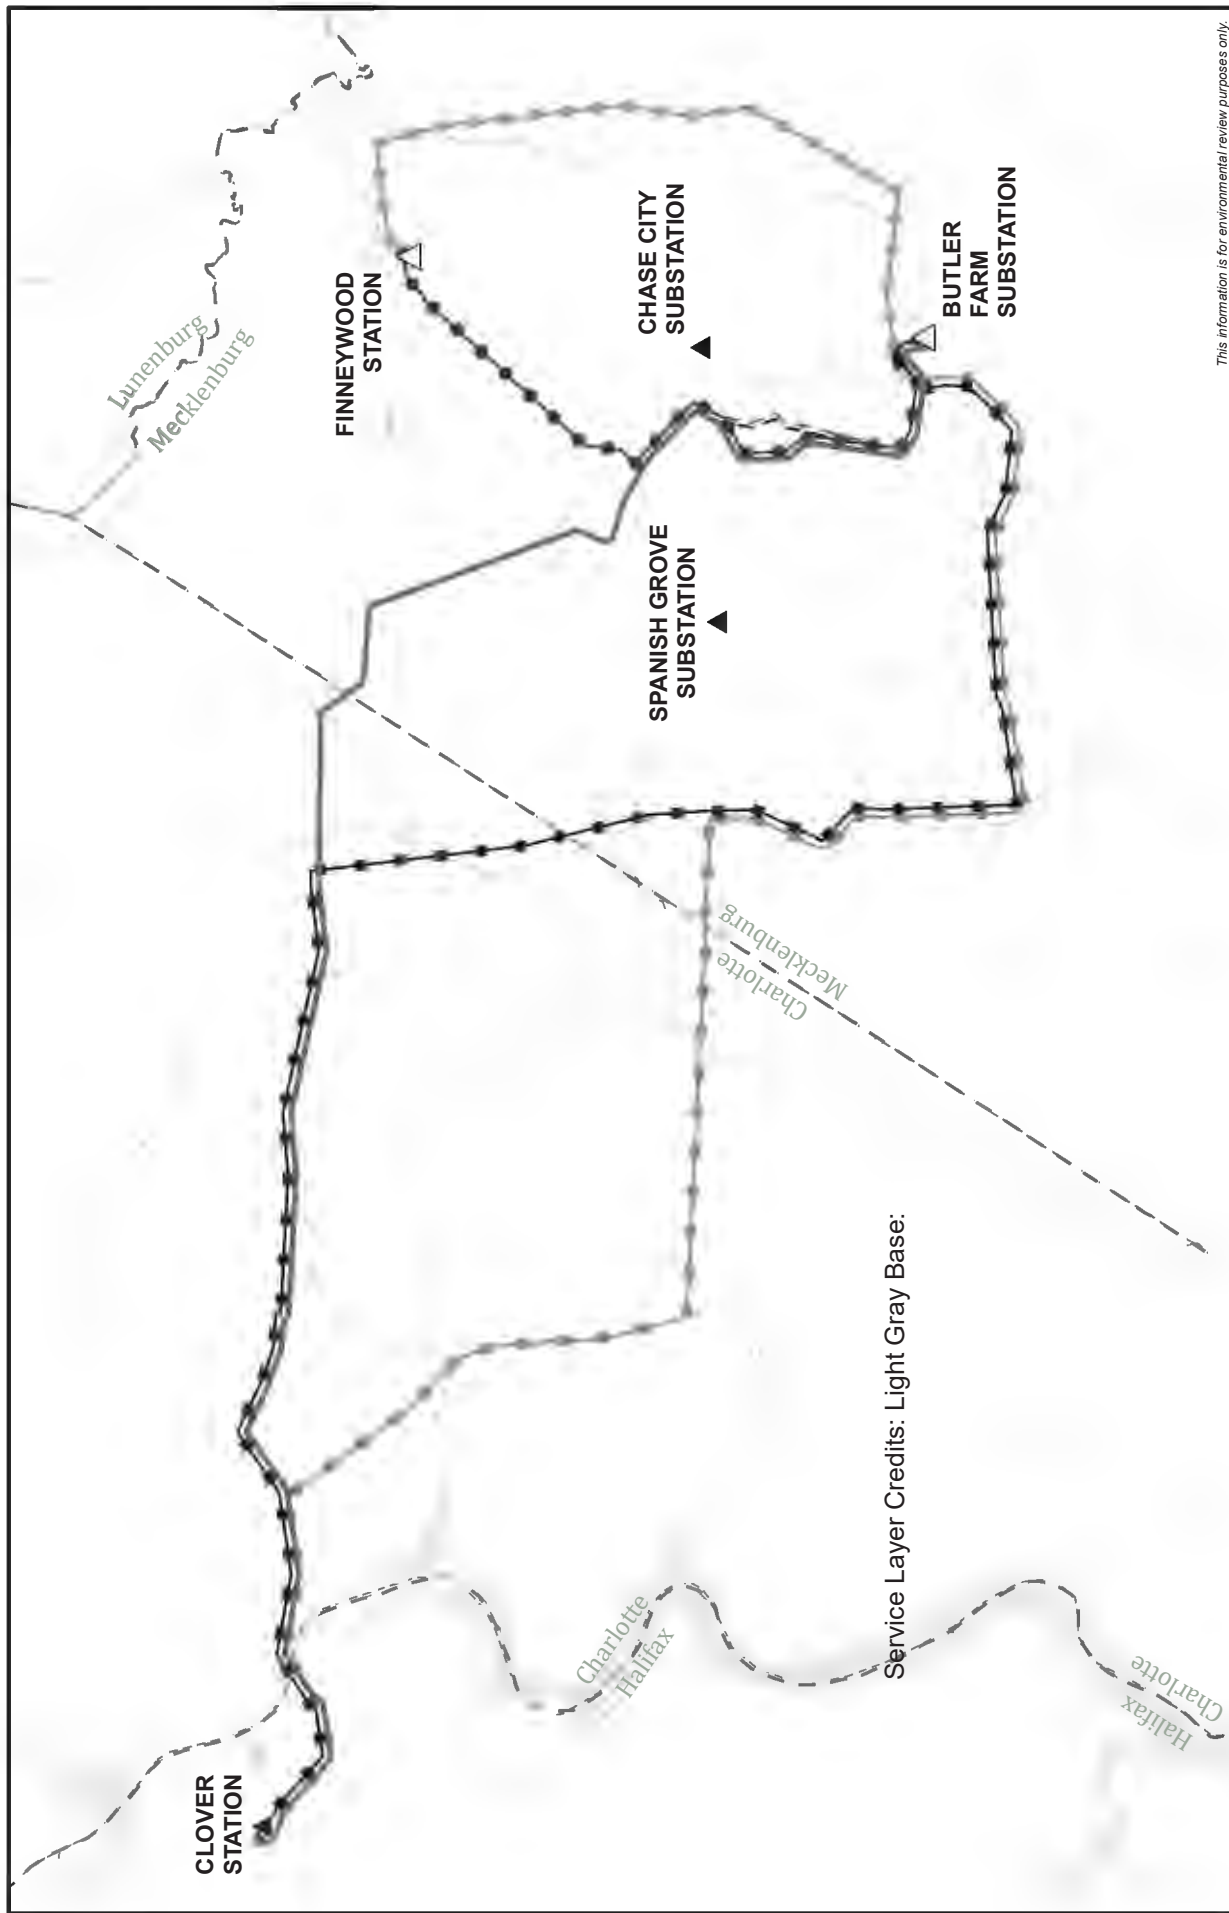 CLOVER
STATION
FINNEYWOOD
STATION
CHASE CITY
SUBSTATION
SPANISH GROVE
SUBSTATION
BUTLER
FARM
SUBSTATION
Lunenburg
Mecklenburg
Charlotte
Mecklenburg
Charlotte
Halifax
Charlotte
Halifax
Service Layer Credits: Light Gray Base:
This information is for environmental review purposes only.